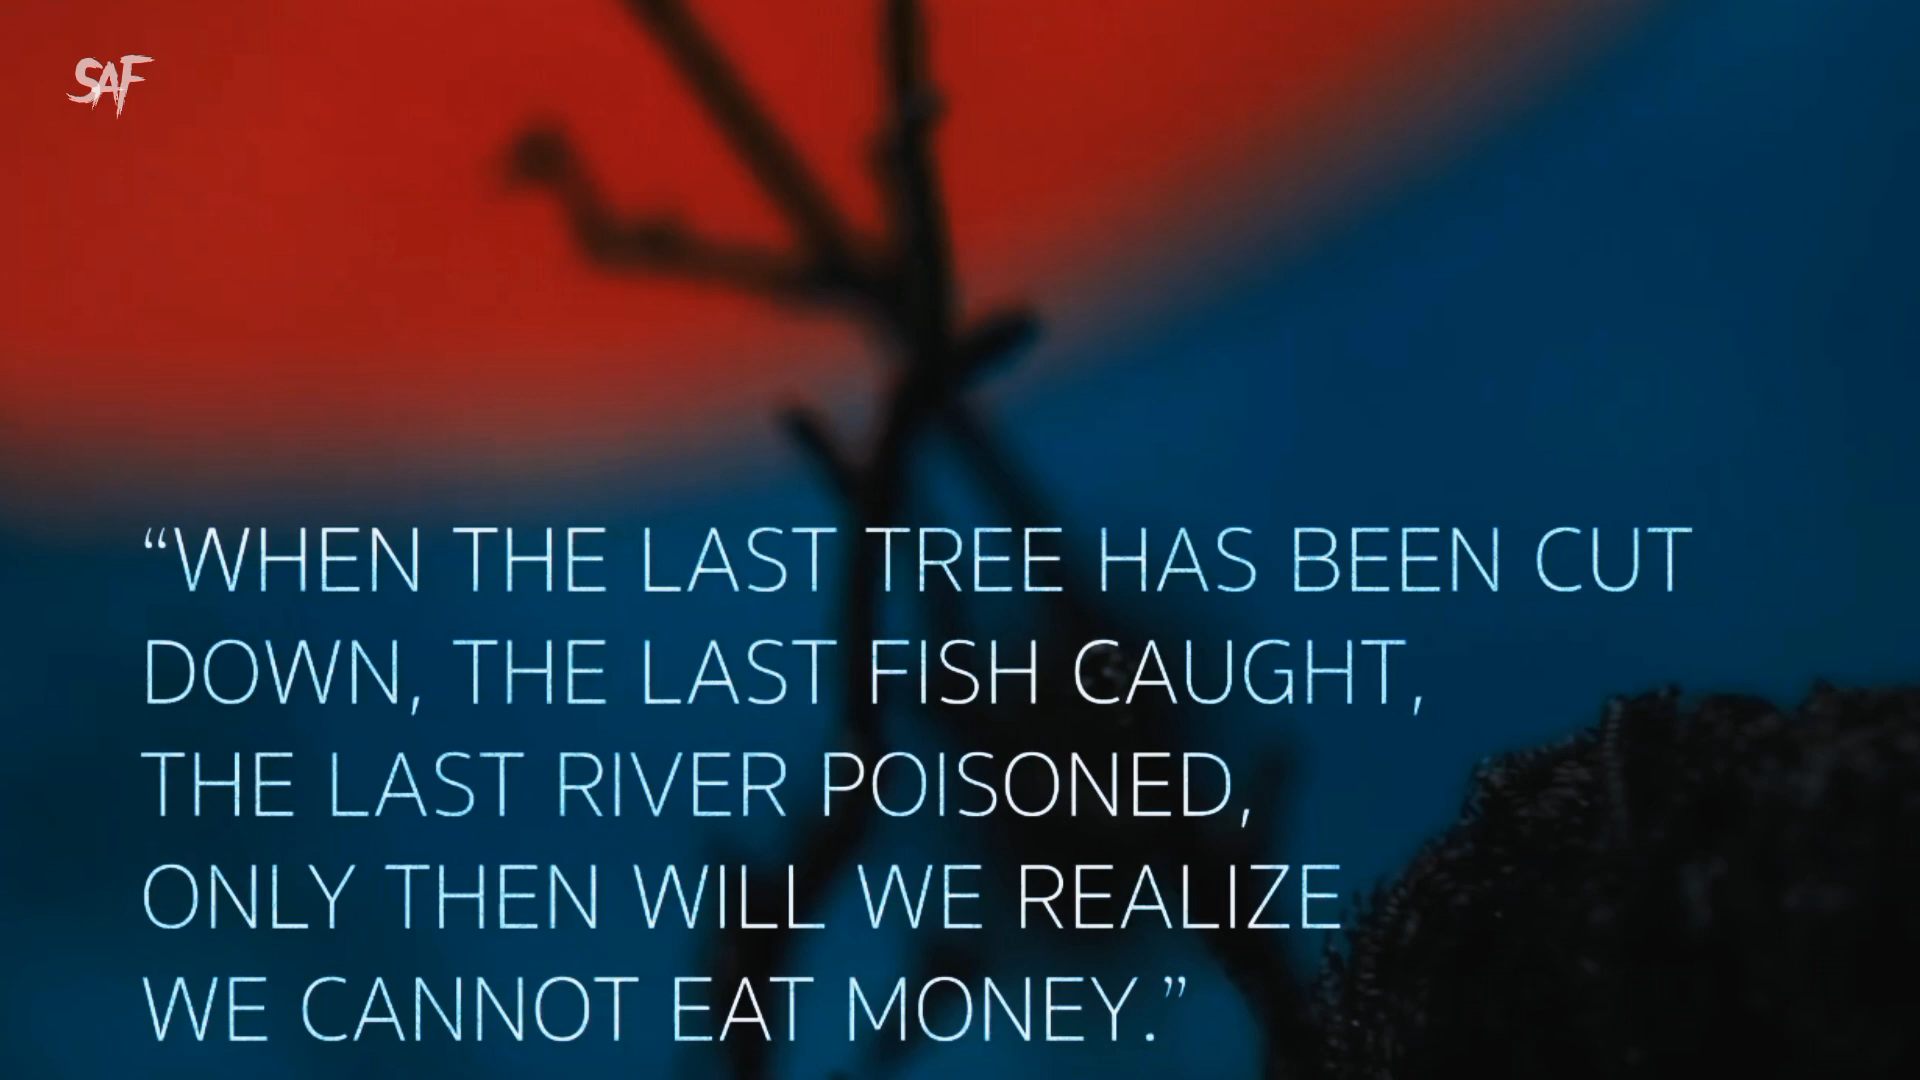 SAF
“WHEN THE LAST TREE HAS BEEN CUT
DOWN, THE LAST FISH CAUGHT,
THE LAST RIVER POISONED,
ONLY THEN WILL WE REALIZE
WE CANNOT EAT MONEY.”